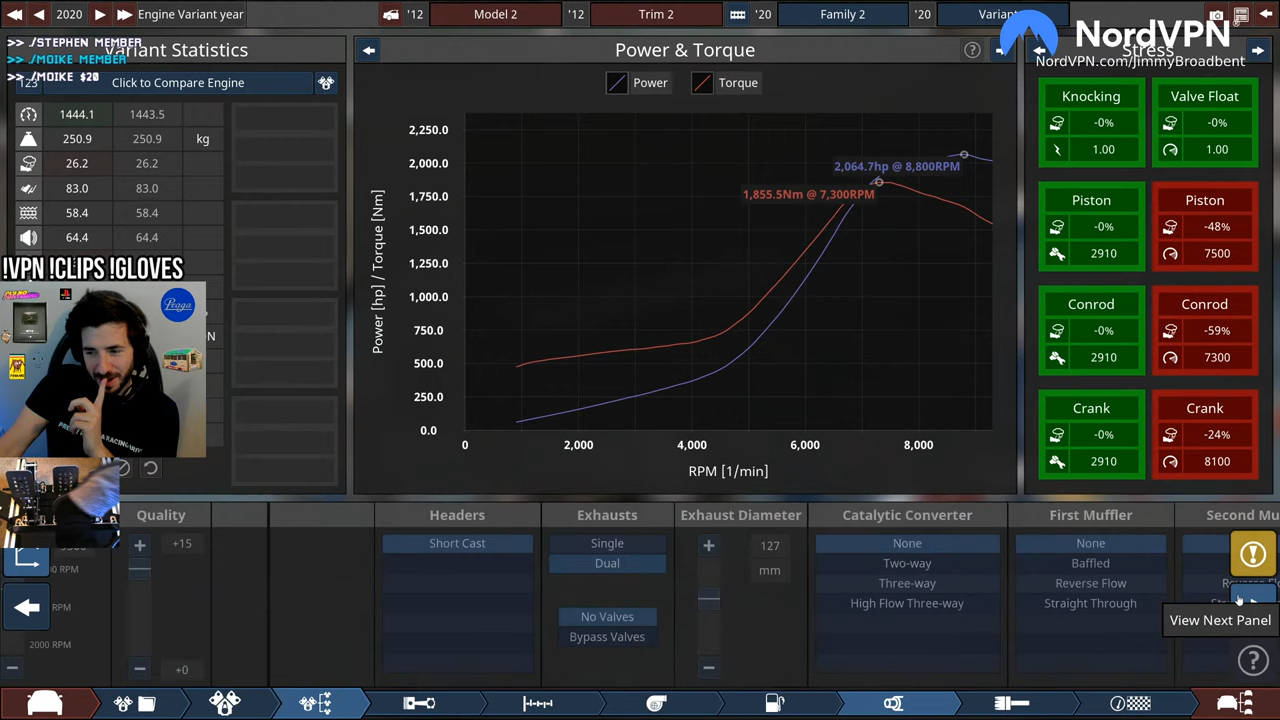 2020
Engine Variant year
'12
Model 2
'12
Trim 2
'20
Family 2
'20
Variant
NordVPN
NordVPN.com/JimmyBroadbent
>> ./STEPHEN MEMBER
>> ./MOIKE MEMBER
>> ./MOIKE $20
Variant Statistics
123
Click to Compare Engine
1444.1 1443.5
250.9 250.9 kg
26.2 26.2
83.0 83.0
58.4 58.4
64.4 64.4
!VPN !CLIPS !GLOVES
Power & Torque
Power
Torque
2,250.0
2,000.0
1,750.0
1,500.0
1,250.0
1,000.0
750.0
500.0
250.0
0.0
Power [hp] / Torque [Nm]
2,064.7hp @ 8,800RPM
1,855.5Nm @ 7,300RPM
0 2,000 4,000 6,000 8,000
RPM [1/min]
Stress
Knocking
-0%
1.00
Valve Float
-0%
1.00
Piston
-0%
2910
Piston
-48%
7500
Conrod
-0%
2910
Conrod
-59%
7300
Crank
-0%
2910
Crank
-24%
8100
RPM
RPM
2000 RPM
Quality
+15
+0
Headers
Short Cast
Exhausts
Single
Dual
No Valves
Bypass Valves
Exhaust Diameter
127
mm
Catalytic Converter
None
Two-way
Three-way
High Flow Three-way
First Muffler
None
Baffled
Reverse Flow
Straight Through
Second Mu
View Next Panel